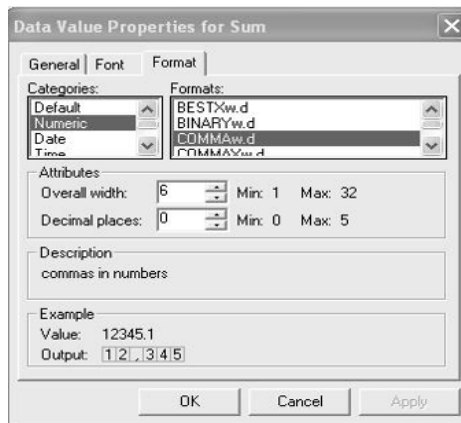 Data Value Properties for Sum
General Font Format
Categories: Formats:
Default BESTXw.d
Numeric BINARYw.d
Date COMMAw.d
Time COMMAXw.d
Attributes
Overall width: 6 Min: 1 Max: 32
Decimal places: 0 Min: 0 Max: 5
Description
commas in numbers
Example
Value: 12345.1
Output: 12,345
OK Cancel Apply